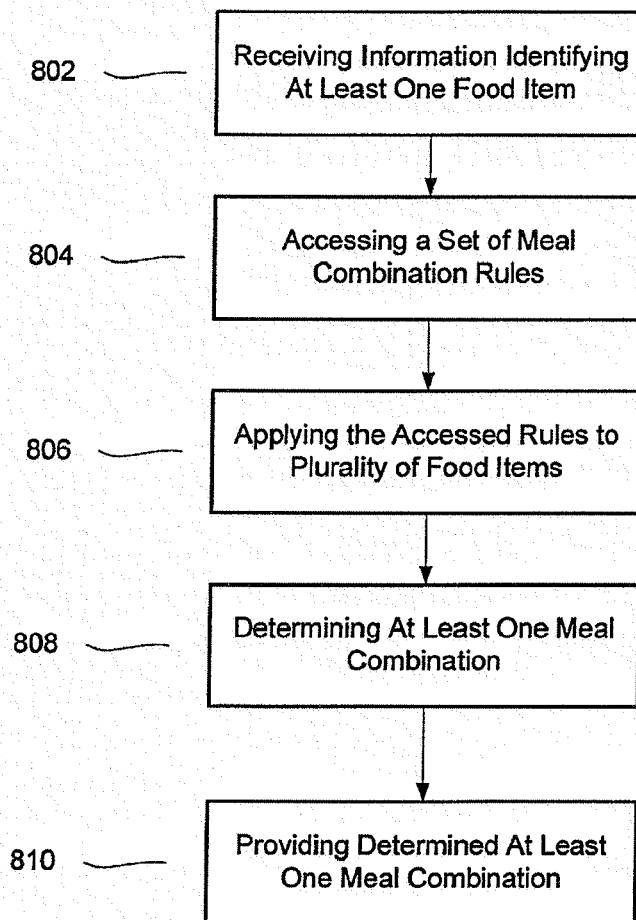 802
Receiving Information Identifying
At Least One Food Item
804
Accessing a Set of Meal
Combination Rules
806
Applying the Accessed Rules to
Plurality of Food Items
808
Determining At Least One Meal
Combination
810
Providing Determined At Least
One Meal Combination